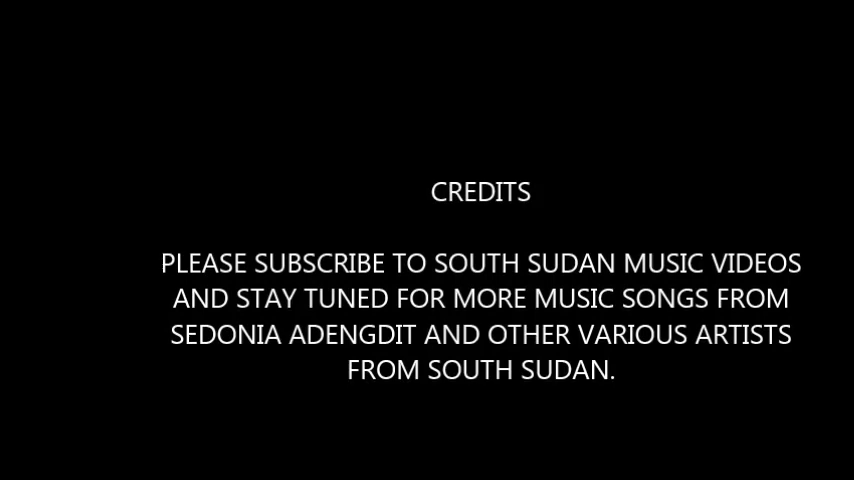 CREDITS
PLEASE SUBSCRIBE TO SOUTH SUDAN MUSIC VIDEOS
AND STAY TUNED FOR MORE MUSIC SONGS FROM
SEDONIA ADENGDIT AND OTHER VARIOUS ARTISTS
FROM SOUTH SUDAN.